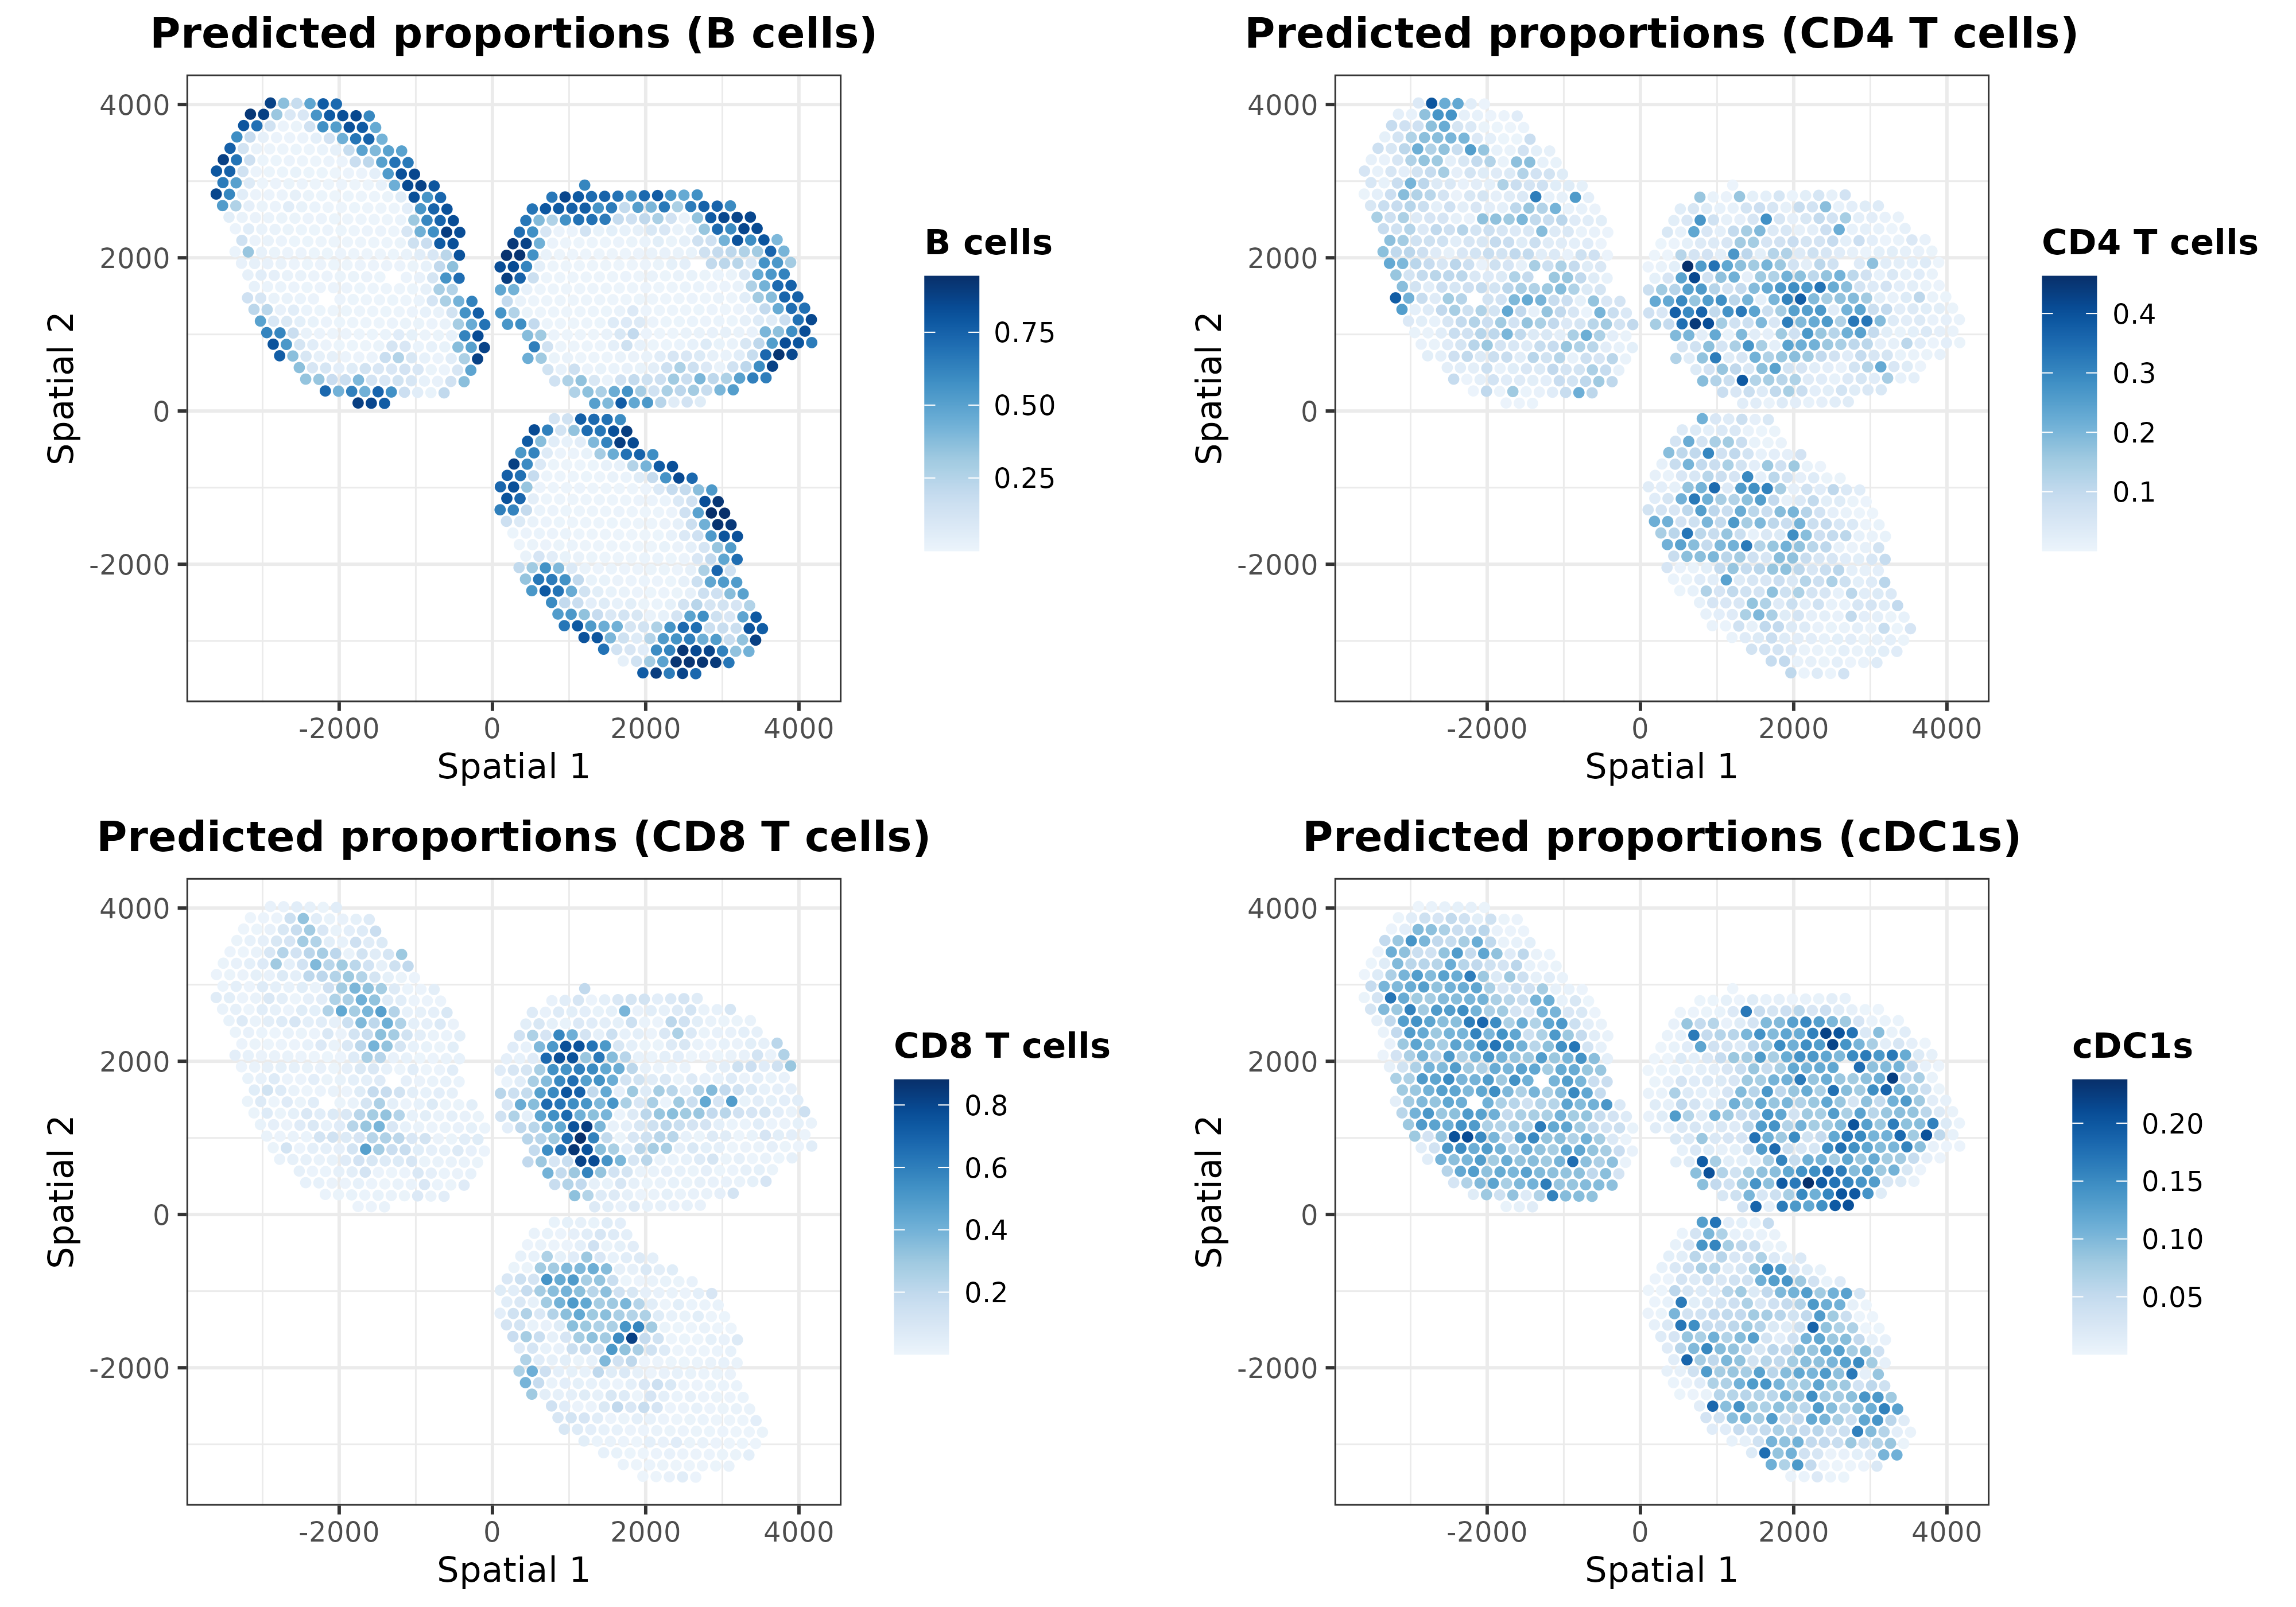 Predicted proportions (B cells)
4000
2000
0
-2000
Spatial 2
-2000
0
2000
4000
Spatial 1
B cells
0.75
0.50
0.25
Predicted proportions (CD4 T cells)
4000
2000
0
-2000
Spatial 2
-2000
0
2000
4000
Spatial 1
CD4 T cells
0.4
0.3
0.2
0.1
Predicted proportions (CD8 T cells)
4000
2000
0
-2000
Spatial 2
-2000
0
2000
4000
Spatial 1
CD8 T cells
0.8
0.6
0.4
0.2
Predicted proportions (cDC1s)
4000
2000
0
-2000
Spatial 2
-2000
0
2000
4000
Spatial 1
cDC1s
0.20
0.15
0.10
0.05